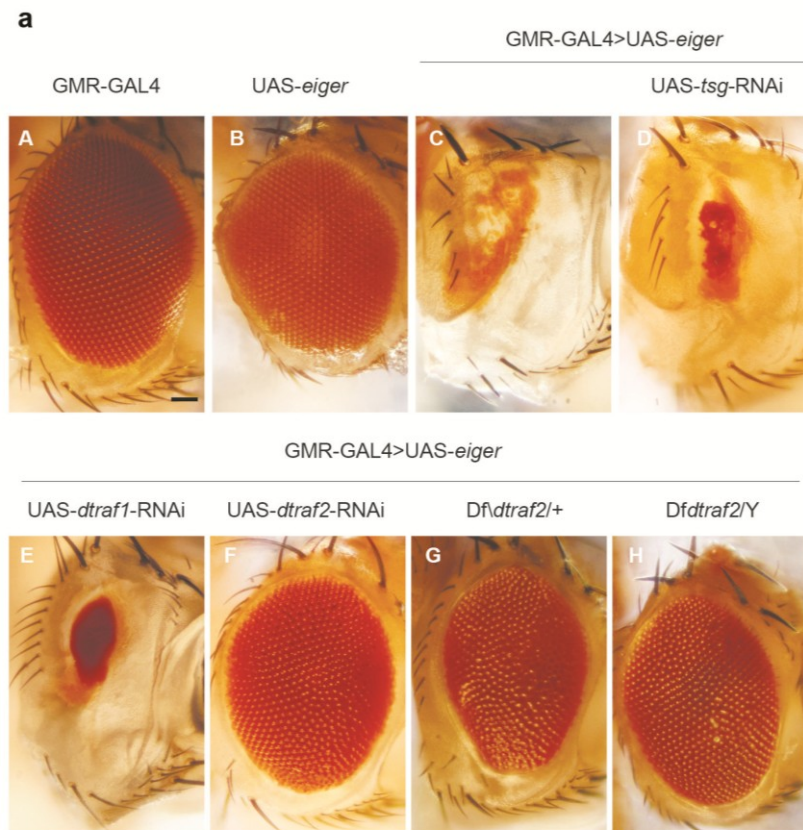 a
GMR-GAL4>UAS-eiger
GMR-GAL4
UAS-eiger
UAS-tsg-RNAi
A
B
C
D
GMR-GAL4>UAS-eiger
UAS-dtraf1-RNAi
UAS-dtraf2-RNAi
Df\dtraf2/+
Dfdtraf2/Y
E
F
G
H